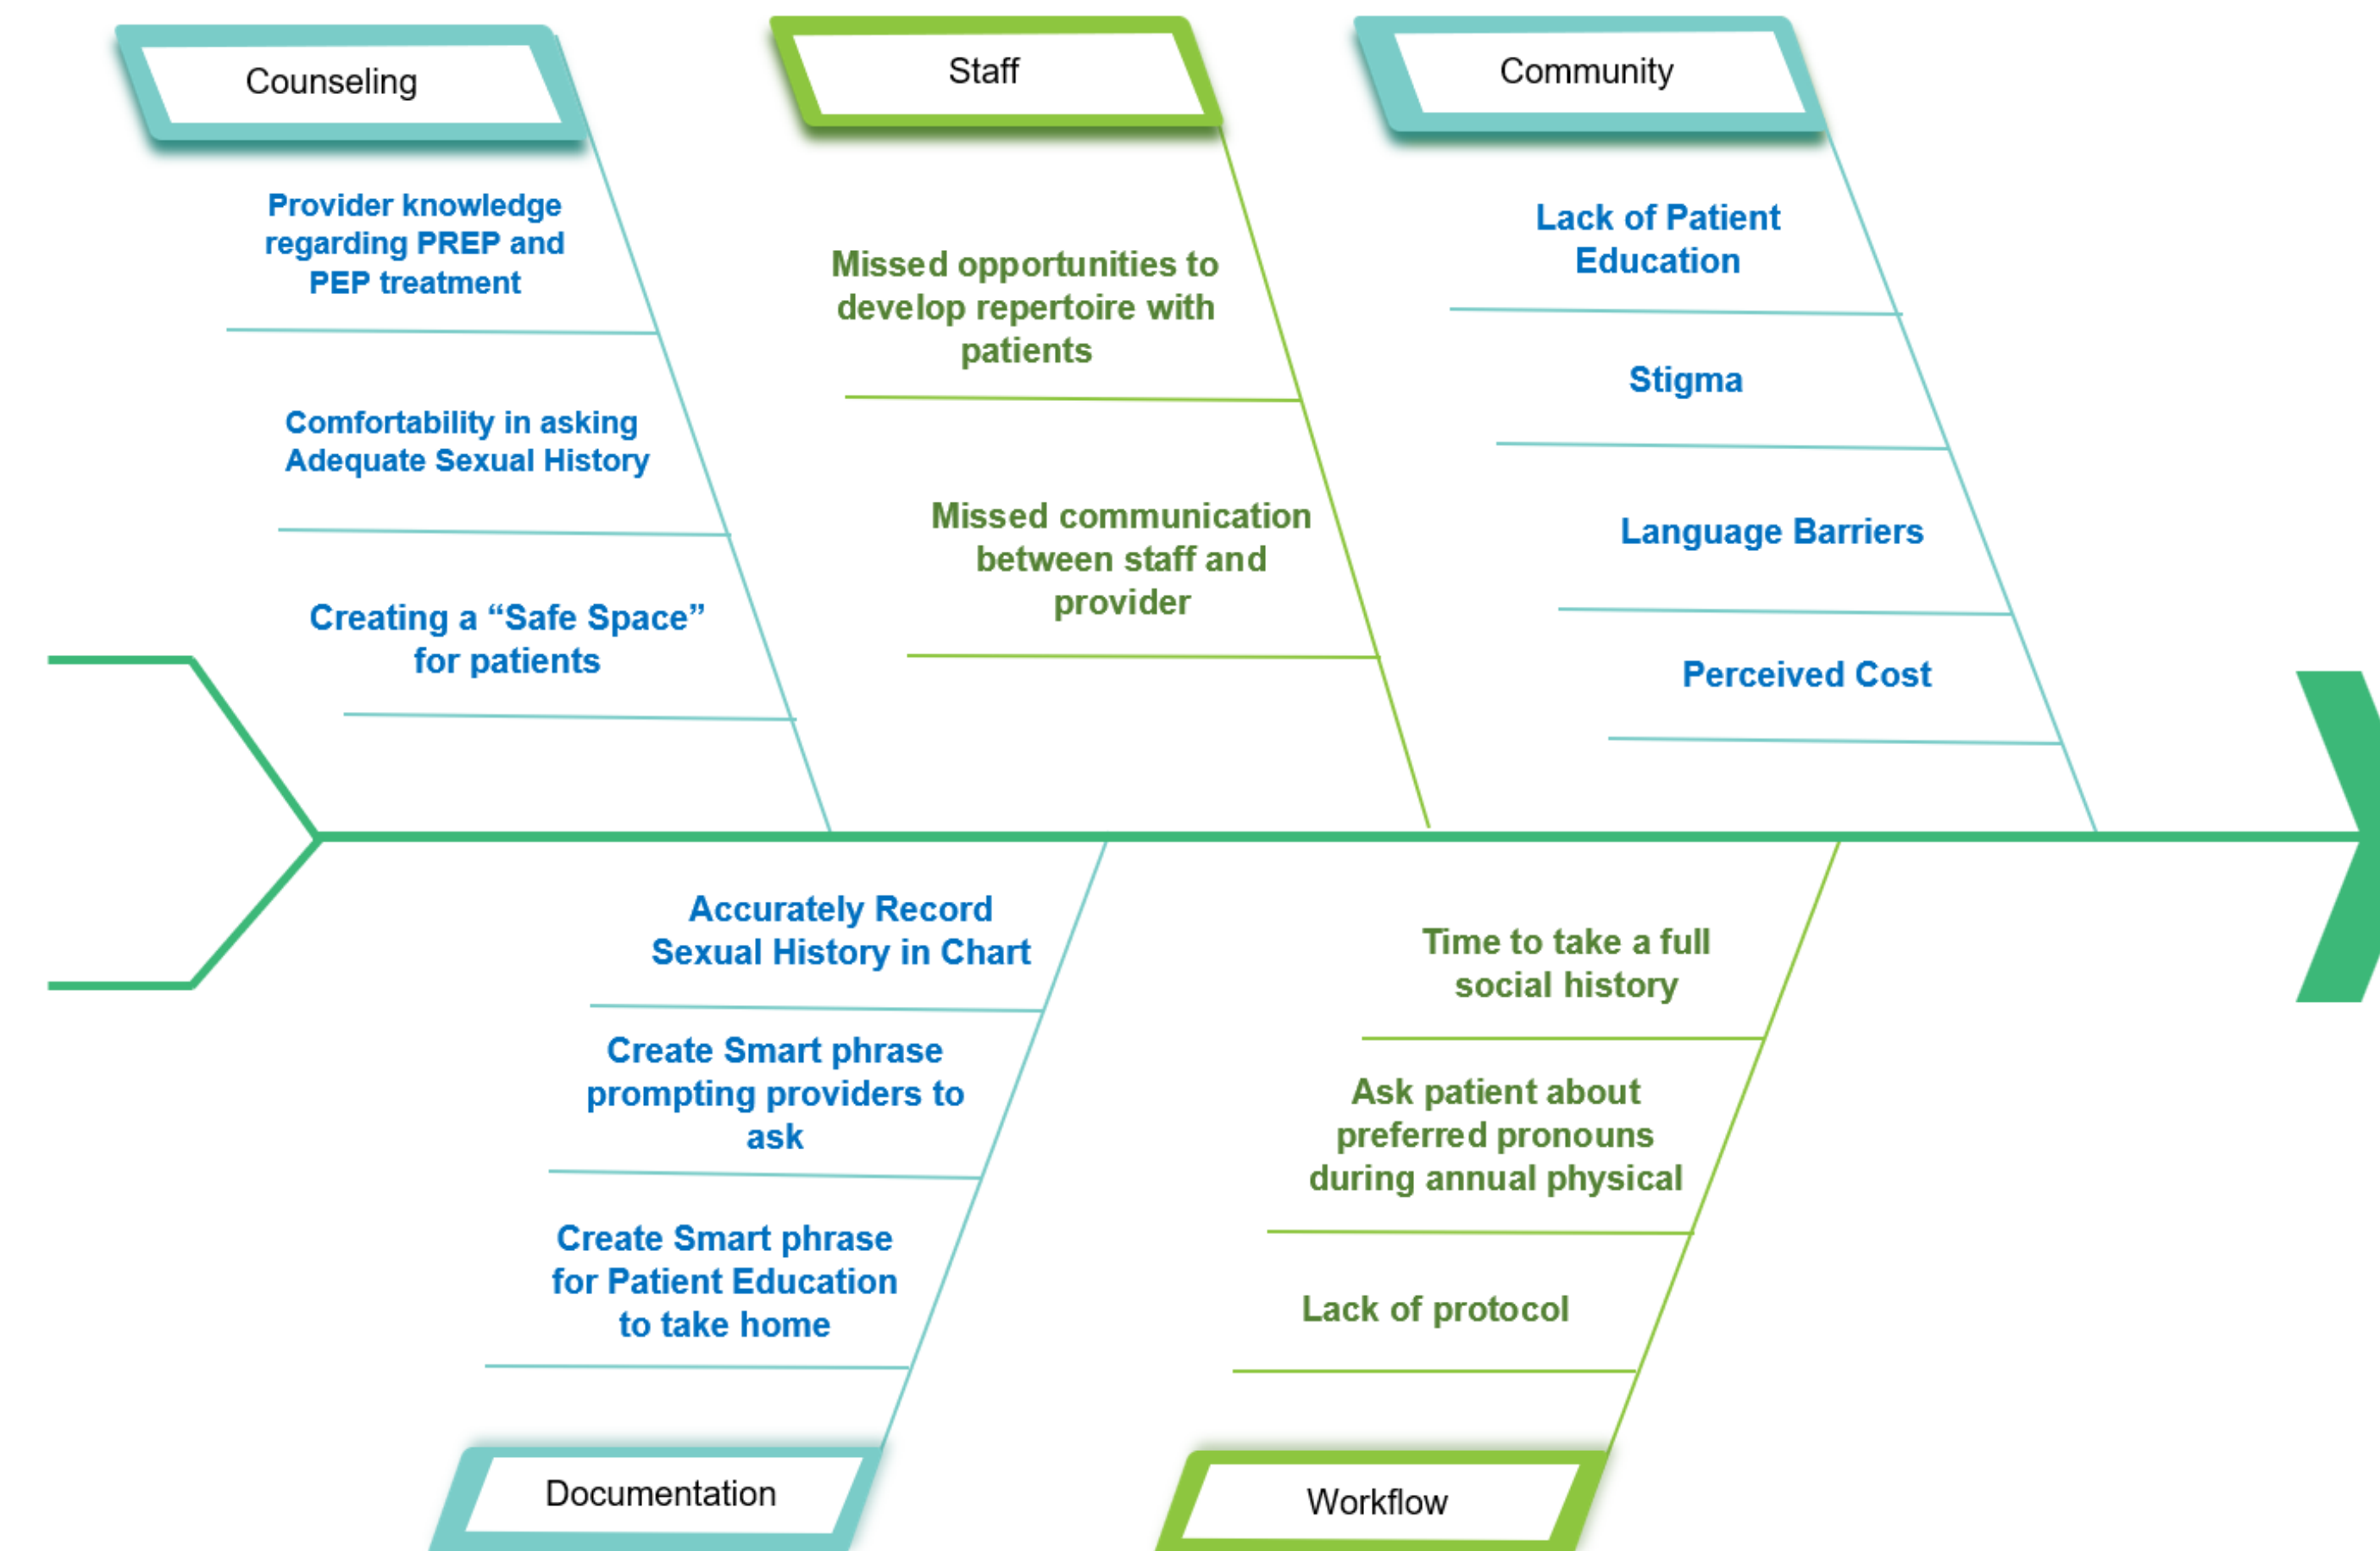 Counseling
Provider knowledge
regarding PREP and
PEP treatment
Comfortability in asking
Adequate Sexual History
Creating a “Safe Space”
for patients
Staff
Missed opportunities to
develop repertoire with
patients
Missed communication
between staff and
provider
Community
Lack of Patient
Education
Stigma
Language Barriers
Perceived Cost
Accurately Record
Sexual History in Chart
Create Smart phrase
prompting providers to
ask
Create Smart phrase
for Patient Education
to take home
Documentation
Time to take a full
social history
Ask patient about
preferred pronouns
during annual physical
Lack of protocol
Workflow